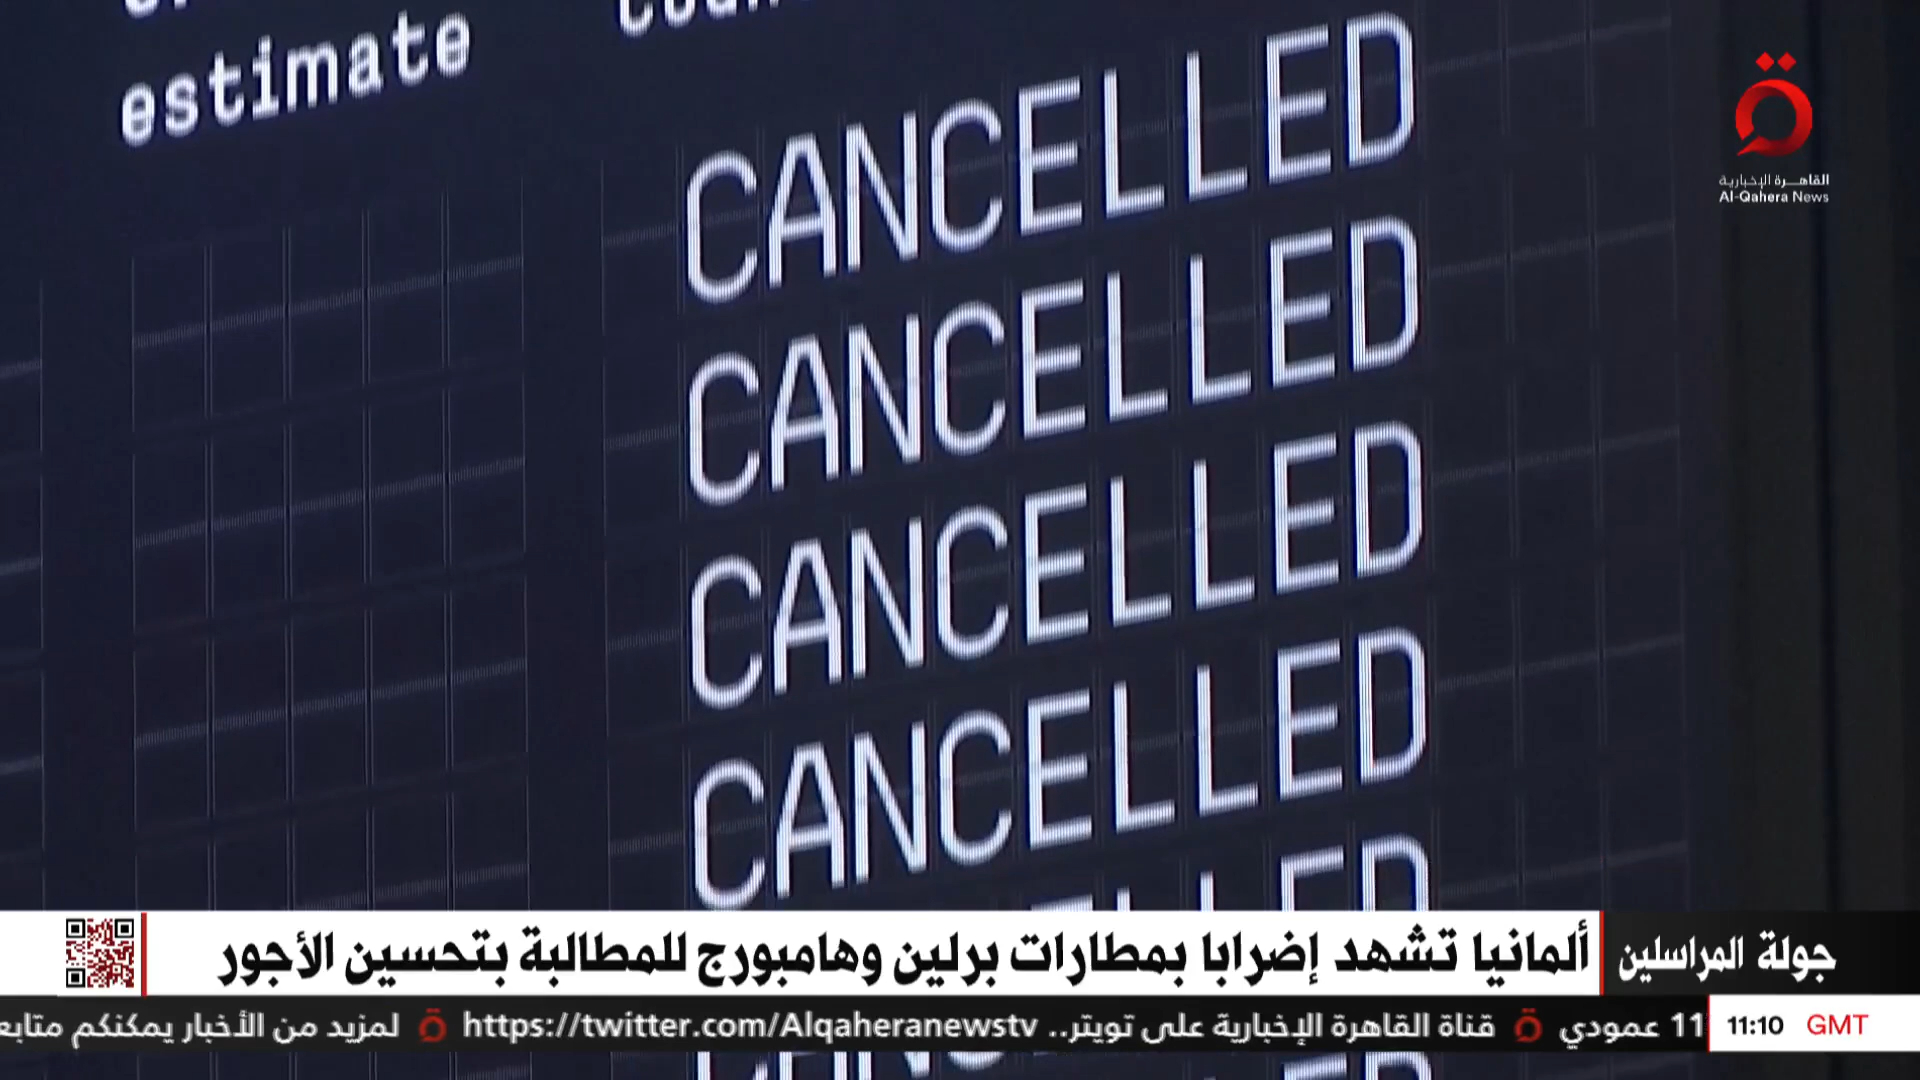 estimate
CANCELLED
CANCELLED
CANCELLED
CANCELLED
القاهـــرة الإخبارية
Al-Qahera News
جولة المراسلين
ألمانيا تشهد إضرابا بمطارات برلين وهامبورج للمطالبة بتحسين الأجور
11 عمودي قناة القاهرة الإخبارية على تويتر.. https://twitter.com/Alqaheranewstv لمزيد من الأخبار يمكنكم
11:10 GMT